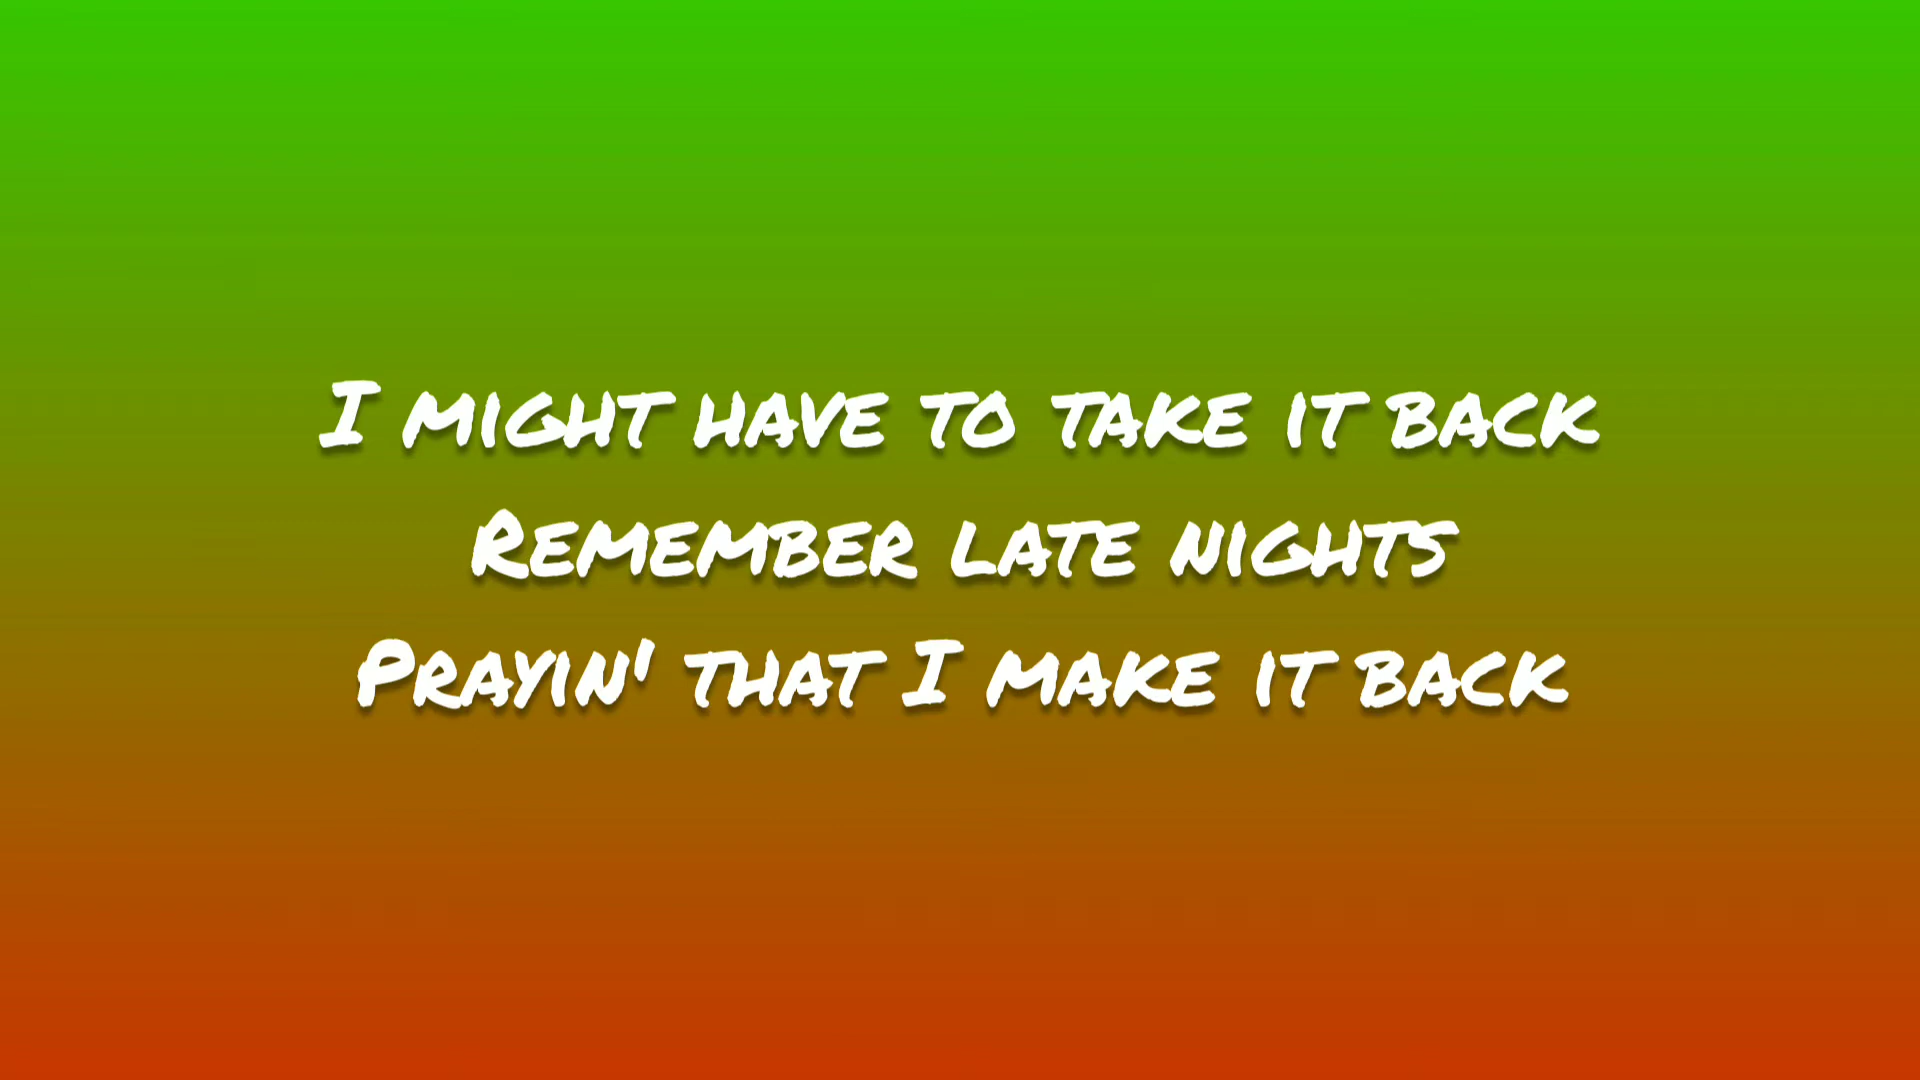 I might have to take it back
Remember late nights
Prayin' that I make it back